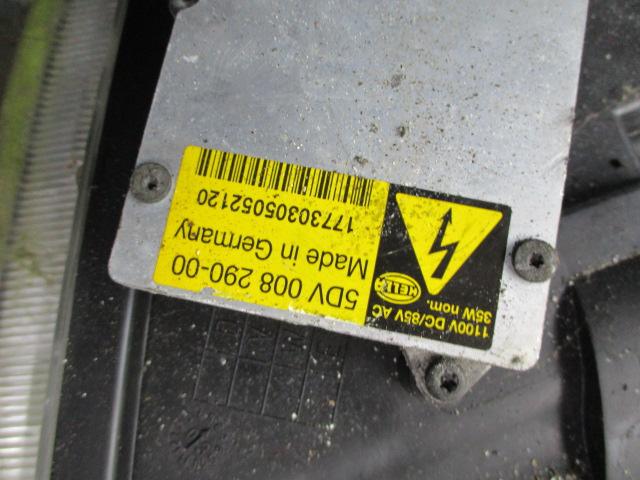 5DV 008 290-00
Made in Germany
17730305052120
1100V DC/85V AC
35W nom.
HELLA